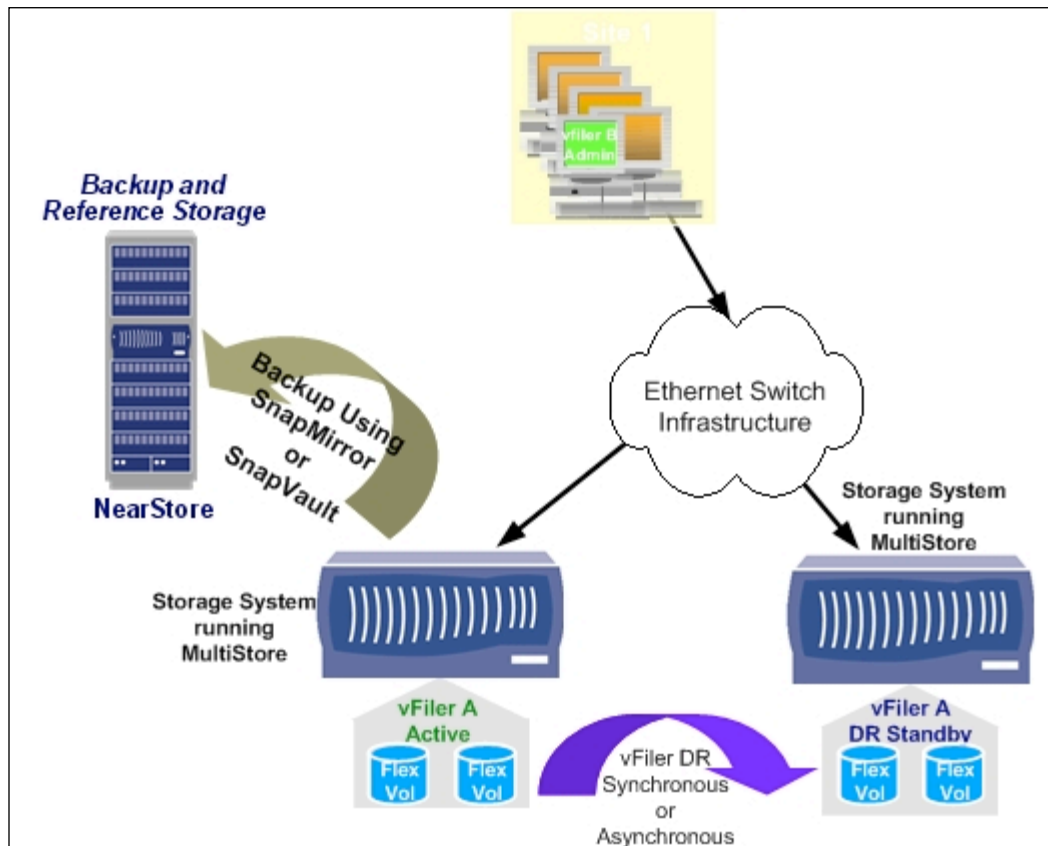 Site 1
vfiler B
Admin
Backup and
Reference Storage
NearStore
Backup Using
SnapMirror
or
SnapVault
Ethernet Switch
Infrastructure
Storage System
running
MultiStore
Storage System
running
MultiStore
vFiler A
Active
Flex
Vol
Flex
Vol
vFiler DR
Synchronous
or
Asynchronous
vFiler A
DR Standby
Flex
Vol
Flex
Vol